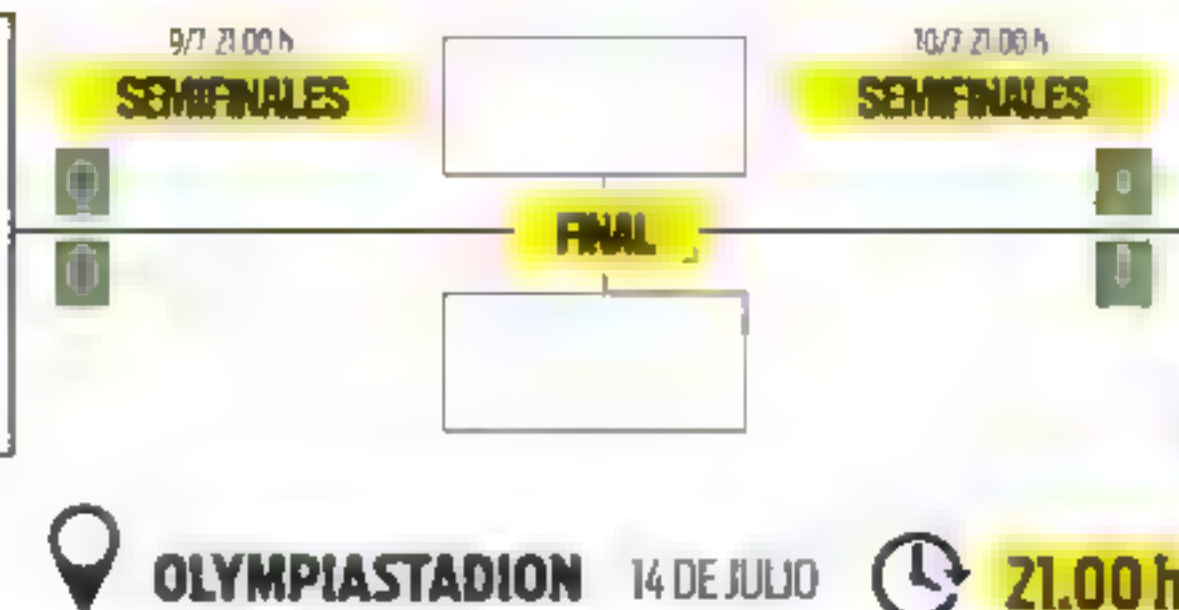 9/7 21:00 h
SEMIFINALES
10/7 21:00 h
SEMIFINALES
FINAL
OLYMPIASTADION 14 DE JULIO 21.00 h